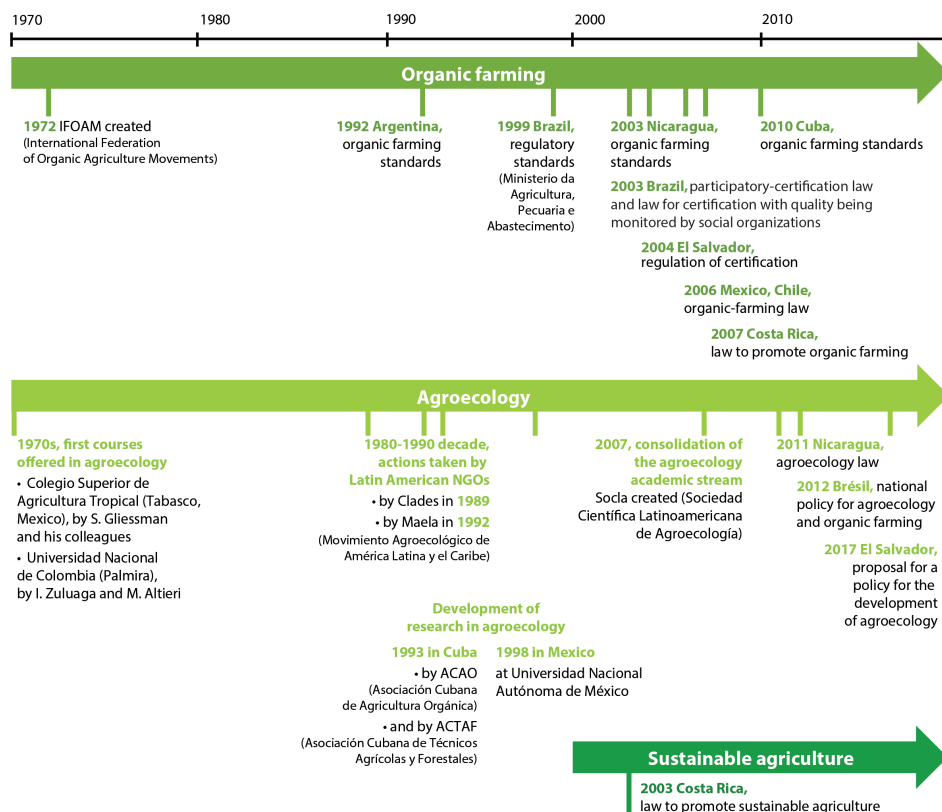 1970
1980
1990
2000
2010
Organic farming
1972 IFOAM created
(International Federation
of Organic Agriculture Movements)
1992 Argentina,
organic farming
standards
1999 Brazil,
regulatory
standards
(Ministerio da
Agricultura,
Pecuaria e
Abastecimento)
2003 Nicaragua,
organic farming
standards
2003 Brazil, participatory-certification law
and law for certification with quality being
monitored by social organizations
2004 El Salvador,
regulation of certification
2006 Mexico, Chile,
organic-farming law
2007 Costa Rica,
law to promote organic farming
2010 Cuba,
organic farming standards
Agroecology
1970s, first courses
offered in agroecology
• Colegio Superior de
Agricultura Tropical (Tabasco,
Mexico), by S. Gliessman
and his colleagues
• Universidad Nacional
de Colombia (Palmira),
by I. Zuluaga and M. Altieri
1980-1990 decade,
actions taken by
Latin American NGOs
• by Clades in 1989
• by Maela in 1992
(Movimiento Agroecológico de
América Latina y el Caribe)
Development of
research in agroecology
1993 in Cuba
• by ACAO
(Asociación Cubana
de Agricultura Orgánica)
• and by ACTAF
(Asociación Cubana de Técnicos
Agrícolas y Forestales)
1998 in Mexico
at Universidad Nacional
Autónoma de México
2007, consolidation of
the agroecology
academic stream
Socla created (Sociedad
Científica Latinoamericana
de Agroecología)
2011 Nicaragua,
agroecology law
2012 Brésil, national
policy for agroecology
and organic farming
2017 El Salvador,
proposal for a
policy for the
development
of agroecology
Sustainable agriculture
2003 Costa Rica,
law to promote sustainable agriculture